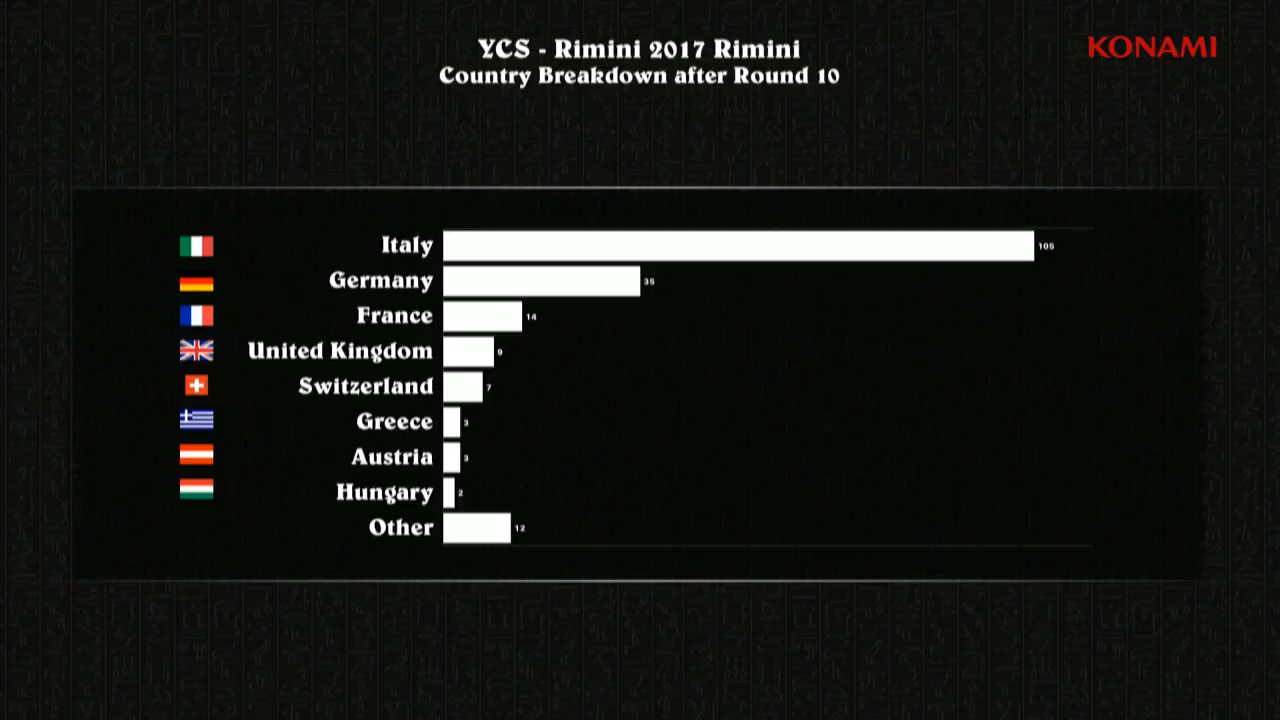 YCS - Rimini 2017 Rimini
Country Breakdown after Round 10
KONAMI
Italy 105
Germany 35
France 14
United Kingdom 9
Switzerland 7
Greece 3
Austria 3
Hungary 2
Other 12